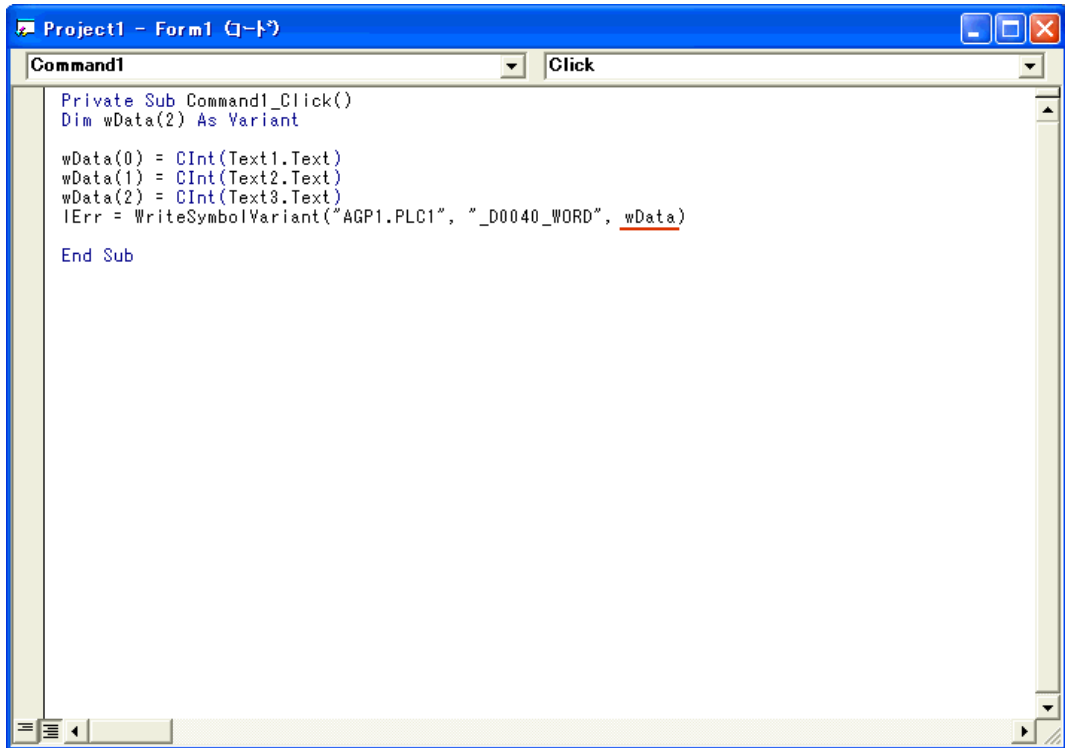 Project1 - Form1 (ｺｰﾄﾞ)
Command1 Click
Private Sub Command1_Click()
Dim wData(2) As Variant
wData(0) = CInt(Text1.Text)
wData(1) = CInt(Text2.Text)
wData(2) = CInt(Text3.Text)
lErr = WriteSymbolVariant("AGP1.PLC1", "_D0040_WORD", wData)
End Sub